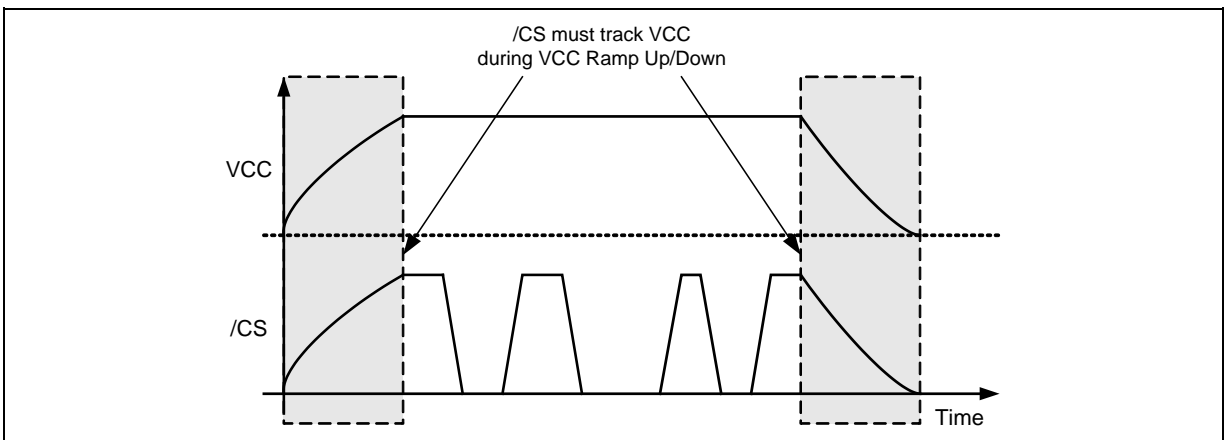 /CS must track VCC
during VCC Ramp Up/Down
VCC
/CS
Time